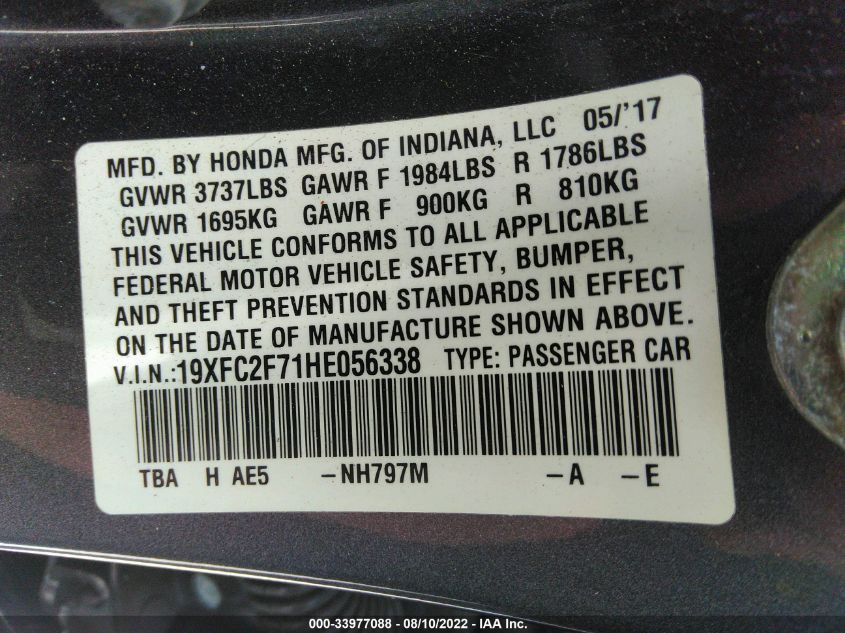 MFD. BY HONDA MFG. OF INDIANA, LLC 05/'17
GVWR 3737LBS GAWR F 1984LBS R 1786LBS
GVWR 1695KG GAWR F 900KG R 810KG
THIS VEHICLE CONFORMS TO ALL APPLICABLE
FEDERAL MOTOR VEHICLE SAFETY, BUMPER,
AND THEFT PREVENTION STANDARDS IN EFFECT
ON THE DATE OF MANUFACTURE SHOWN ABOVE.
V.I.N.:19XFC2F71HE056338 TYPE: PASSENGER CAR
TBA H AE5 –NH797M –A –E
000-33977088 - 08/10/2022 - IAA Inc.